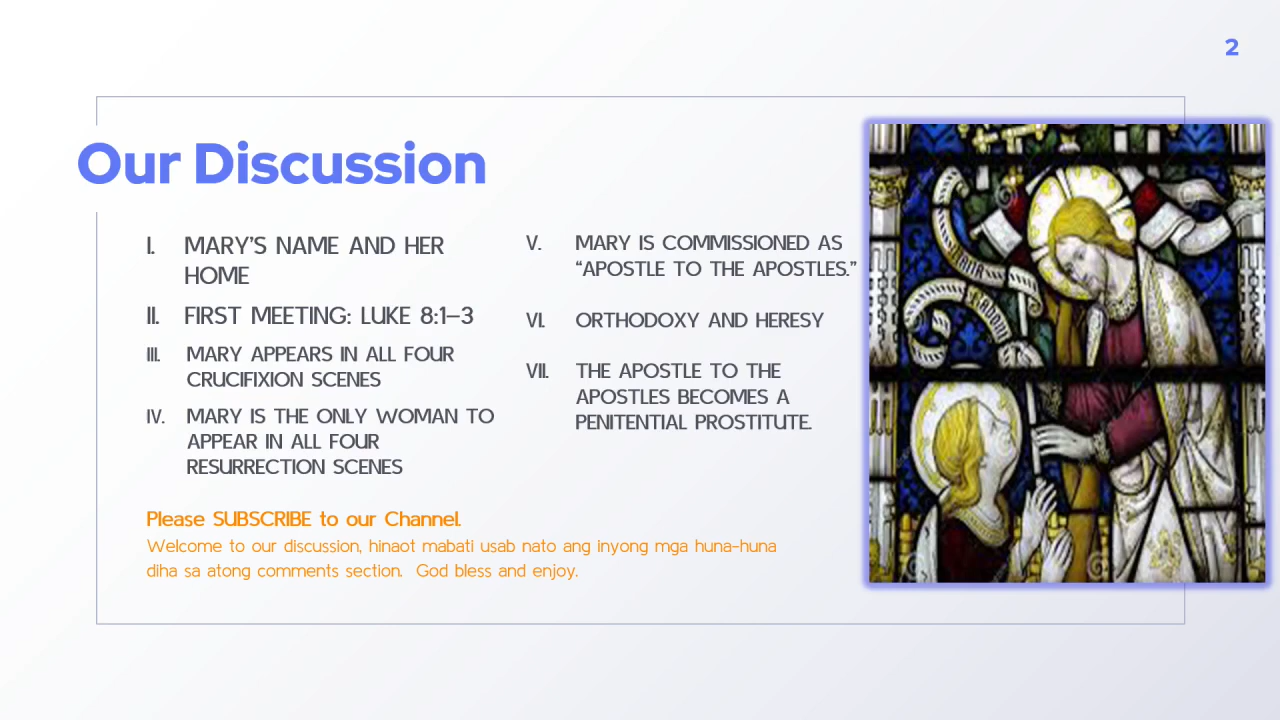 2
Our Discussion
I. MARY'S NAME AND HER
HOME
II. FIRST MEETING: LUKE 8:1–3
III. MARY APPEARS IN ALL FOUR
CRUCIFIXION SCENES
IV. MARY IS THE ONLY WOMAN TO
APPEAR IN ALL FOUR
RESURRECTION SCENES
V. MARY IS COMMISSIONED AS
“APOSTLE TO THE APOSTLES.”
VI. ORTHODOXY AND HERESY
VII. THE APOSTLE TO THE
APOSTLES BECOMES A
PENITENTIAL PROSTITUTE.
Please SUBSCRIBE to our Channel.
Welcome to our discussion, hinaot mabati usab nato ang inyong mga huna-huna
diha sa atong comments section. God bless and enjoy.